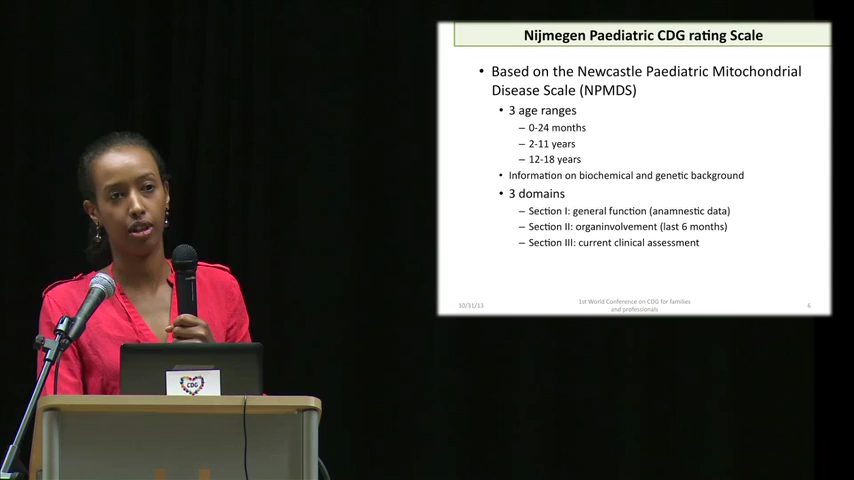 Nijmegen Paediatric CDG rating Scale
• Based on the Newcastle Paediatric Mitochondrial
Disease Scale (NPMDS)
• 3 age ranges
– 0-24 months
– 2-11 years
– 12-18 years
• Information on biochemical and genetic background
• 3 domains
– Section I: general function (anamnestic data)
– Section II: organinvolvement (last 6 months)
– Section III: current clinical assessment
10/31/13
1st World Conference on CDG for families
and professionals
6
CDG